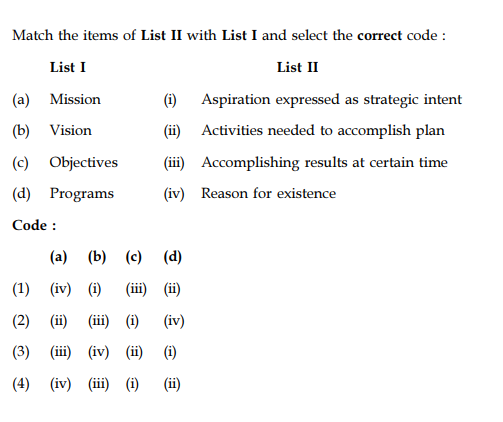 Match the items of List II with List I and select the correct code :
List I List II
(a) Mission (i) Aspiration expressed as strategic intent
(b) Vision (ii) Activities needed to accomplish plan
(c) Objectives (iii) Accomplishing results at certain time
(d) Programs (iv) Reason for existence
Code :
(a) (b) (c) (d)
(1) (iv) (i) (iii) (ii)
(2) (ii) (iii) (i) (iv)
(3) (iii) (iv) (ii) (i)
(4) (iv) (iii) (i) (ii)